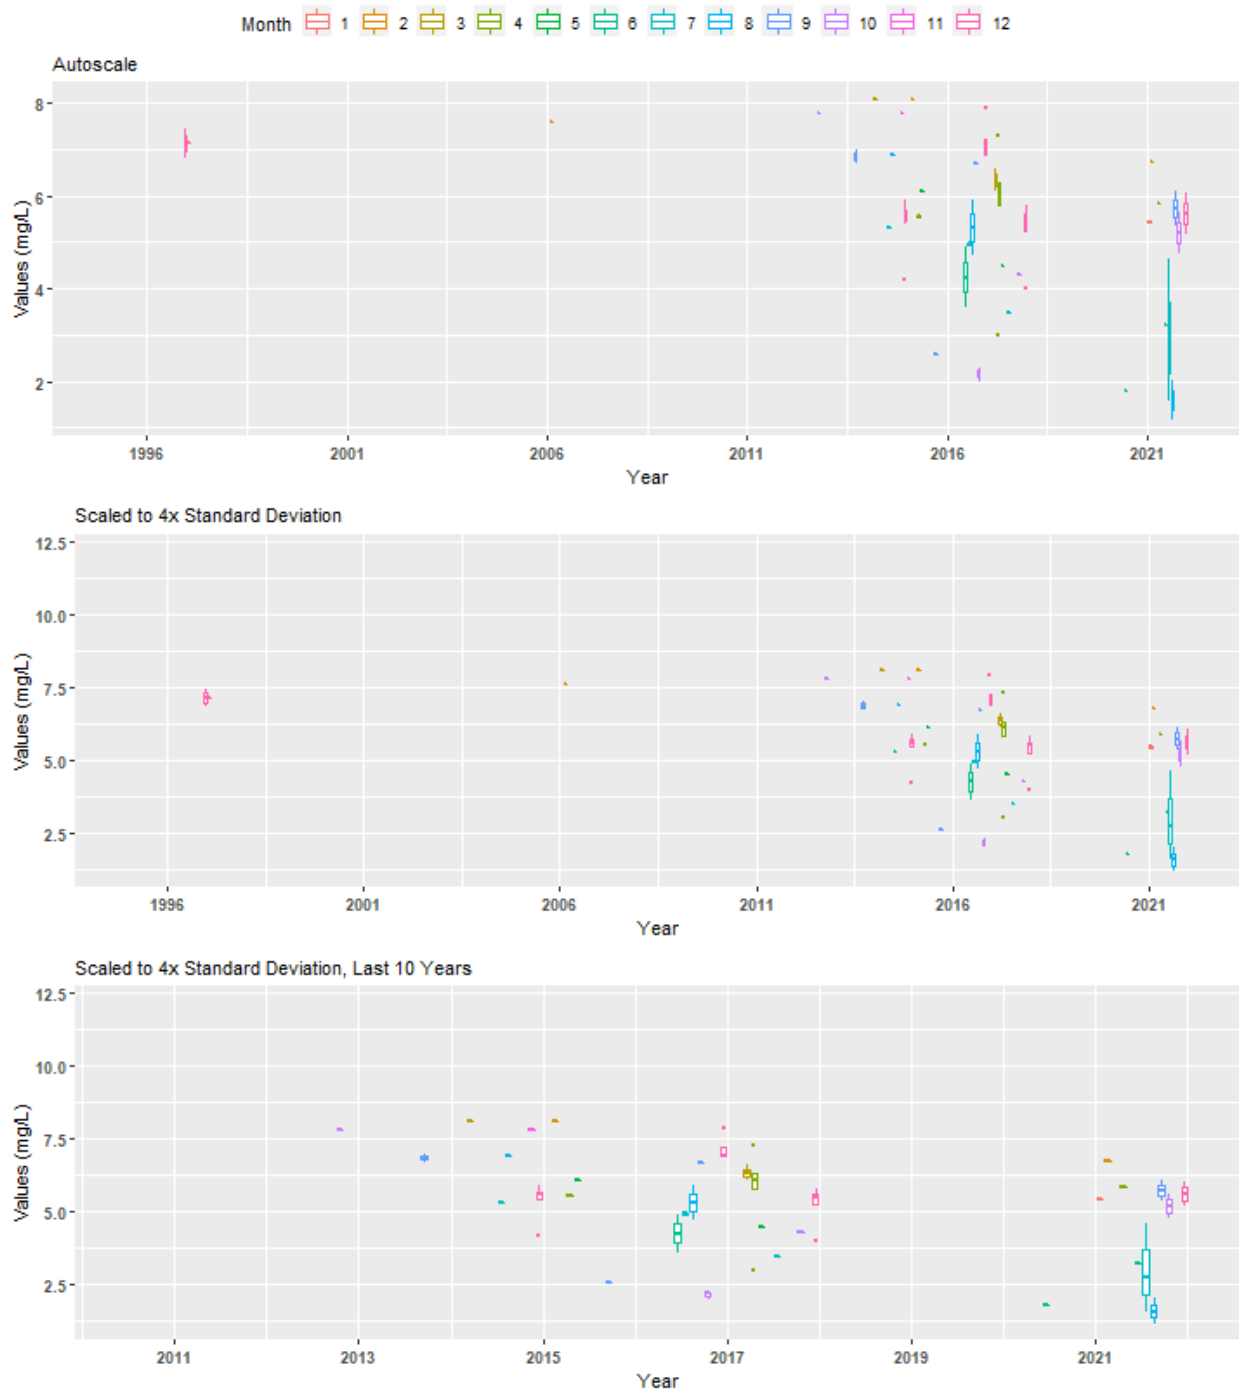 Month 1 2 3 4 5 6 7 8 9 10 11 12
Autoscale
Values (mg/L)
8
6
4
2
1996 2001 2006 2011 2016 2021
Year
Scaled to 4x Standard Deviation
Values (mg/L)
12.5
10.0
7.5
5.0
2.5
1996 2001 2006 2011 2016 2021
Year
Scaled to 4x Standard Deviation, Last 10 Years
Values (mg/L)
12.5
10.0
7.5
5.0
2.5
2011 2013 2015 2017 2019 2021
Year